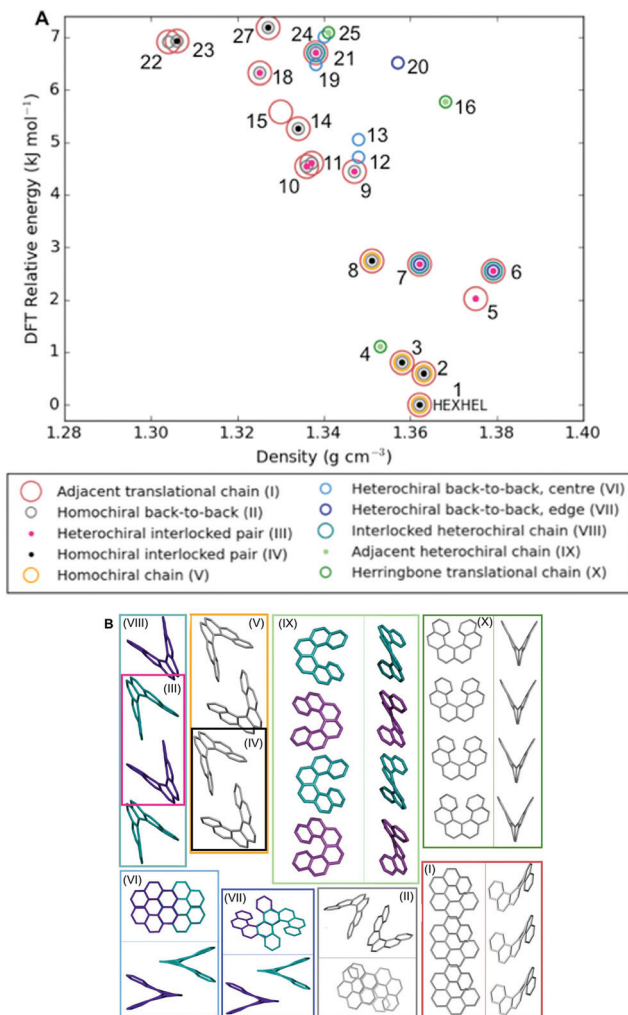 A
DFT Relative energy (kJ mol⁻¹)
7
6
5
4
3
2
1
0
27
24
25
23
22
21
20
19
18
16
15
14
13
12
11
10
9
8
7
6
5
4
3
2
1
HEXHEL
1.28
1.30
1.32
1.34
1.36
1.38
1.40
Density (g cm⁻³)
Adjacent translational chain (I)
Homochiral back-to-back (II)
Heterochiral interlocked pair (III)
Homochiral interlocked pair (IV)
Homochiral chain (V)
Heterochiral back-to-back, centre (VI)
Heterochiral back-to-back, edge (VII)
Interlocked heterochiral chain (VIII)
Adjacent heterochiral chain (IX)
Herringbone translational chain (X)
B
(VIII)
(V)
(IX)
(X)
(III)
(IV)
(VI)
(VII)
(II)
(I)